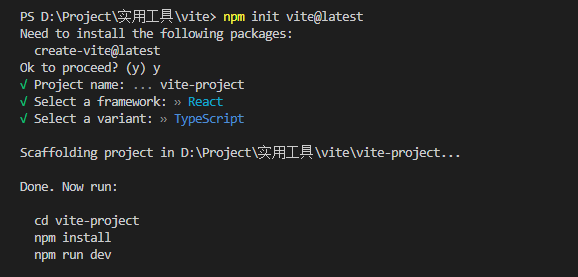 PS D:\Project\实用工具\vite> npm init vite@latest
Need to install the following packages:
  create-vite@latest
Ok to proceed? (y) y
√ Project name: ... vite-project
√ Select a framework: » React
√ Select a variant: » TypeScript
Scaffolding project in D:\Project\实用工具\vite\vite-project...
Done. Now run:
  cd vite-project
  npm install
  npm run dev